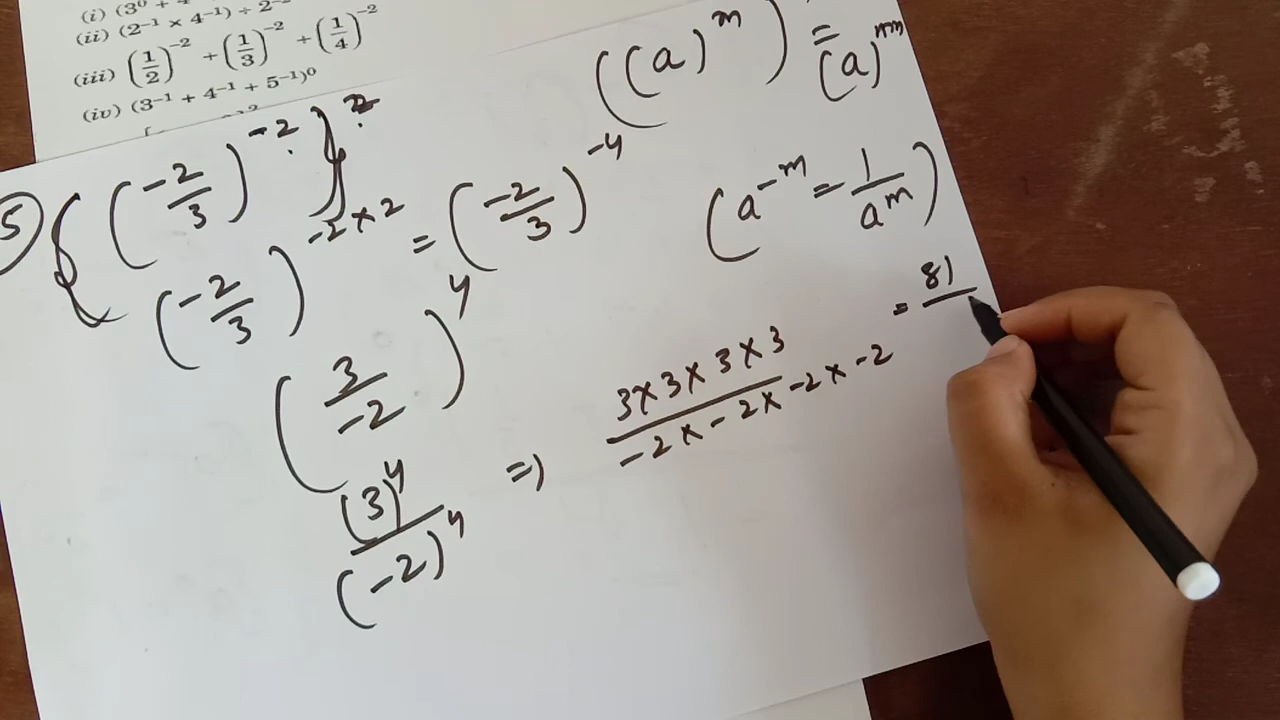 (i) (3⁰ + 4
(ii) (2⁻¹ × 4⁻¹) ÷ 2⁻²
(iii) (1/2)⁻² + (1/3)⁻² + (1/4)⁻²
(iv) (3⁻¹ + 4⁻¹ + 5⁻¹)⁰
((a)ᵐ) = (a)ⁿᵐ
5 {(-2/3)⁻²}²
(-2/3)⁻²ˣ² = (-2/3)⁻⁴
(a⁻ᵐ = 1/aᵐ)
(3/-2)⁴
(3)⁴/(-2)⁴ => 3×3×3×3/-2×-2×-2×-2 = 81/